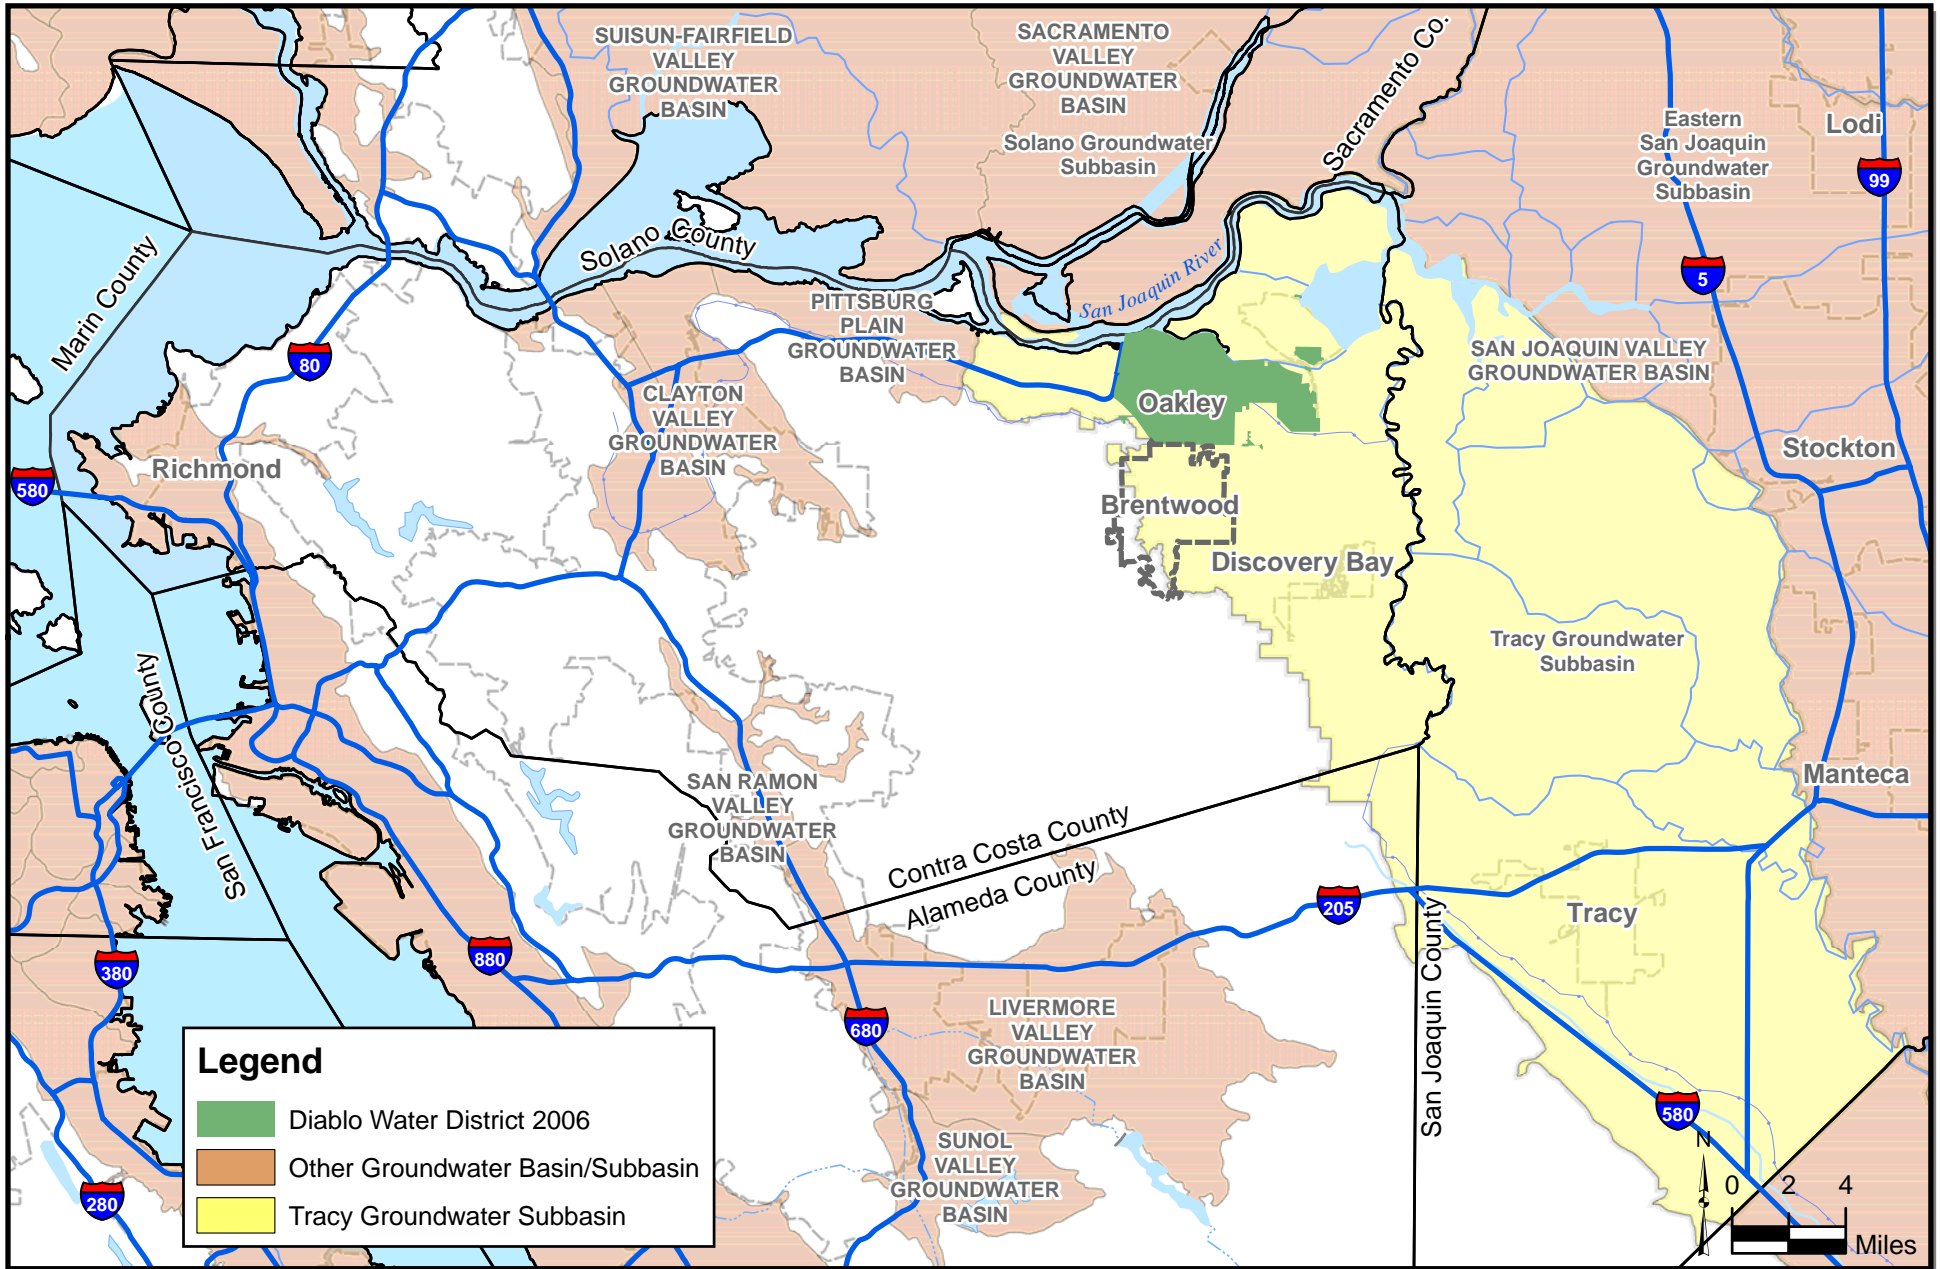 SUISUN-FAIRFIELD
VALLEY
GROUNDWATER
BASIN
SACRAMENTO
VALLEY
GROUNDWATER
BASIN
Solano Groundwater
Subbasin
Sacramento Co.
Eastern
San Joaquin
Groundwater
Subbasin
Lodi
99
5
Marin County
Solano County
San Joaquin River
PITTSBURG
PLAIN
GROUNDWATER
BASIN
80
SAN JOAQUIN VALLEY
GROUNDWATER BASIN
CLAYTON
VALLEY
GROUNDWATER
BASIN
Oakley
Stockton
Richmond
580
Brentwood
Discovery Bay
Tracy Groundwater
Subbasin
San Francisco County
SAN RAMON
VALLEY
GROUNDWATER
BASIN
Manteca
Contra Costa County
Alameda County
205
Tracy
San Joaquin County
380
880
680
LIVERMORE
VALLEY
GROUNDWATER
BASIN
580
SUNOL
VALLEY
GROUNDWATER
BASIN
280
Legend
Diablo Water District 2006
Other Groundwater Basin/Subbasin
Tracy Groundwater Subbasin
N
0 2 4
Miles